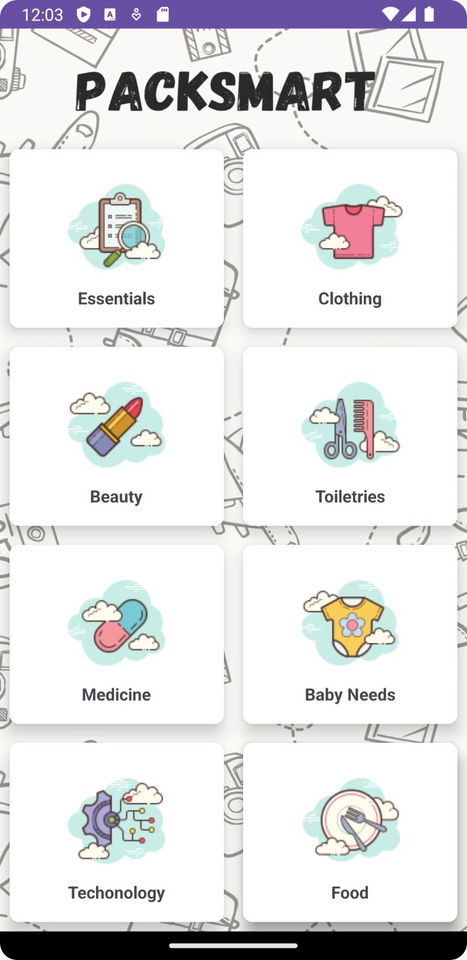 12:03
PACKSMART
Essentials
Clothing
Beauty
Toiletries
Medicine
Baby Needs
Techonology
Food